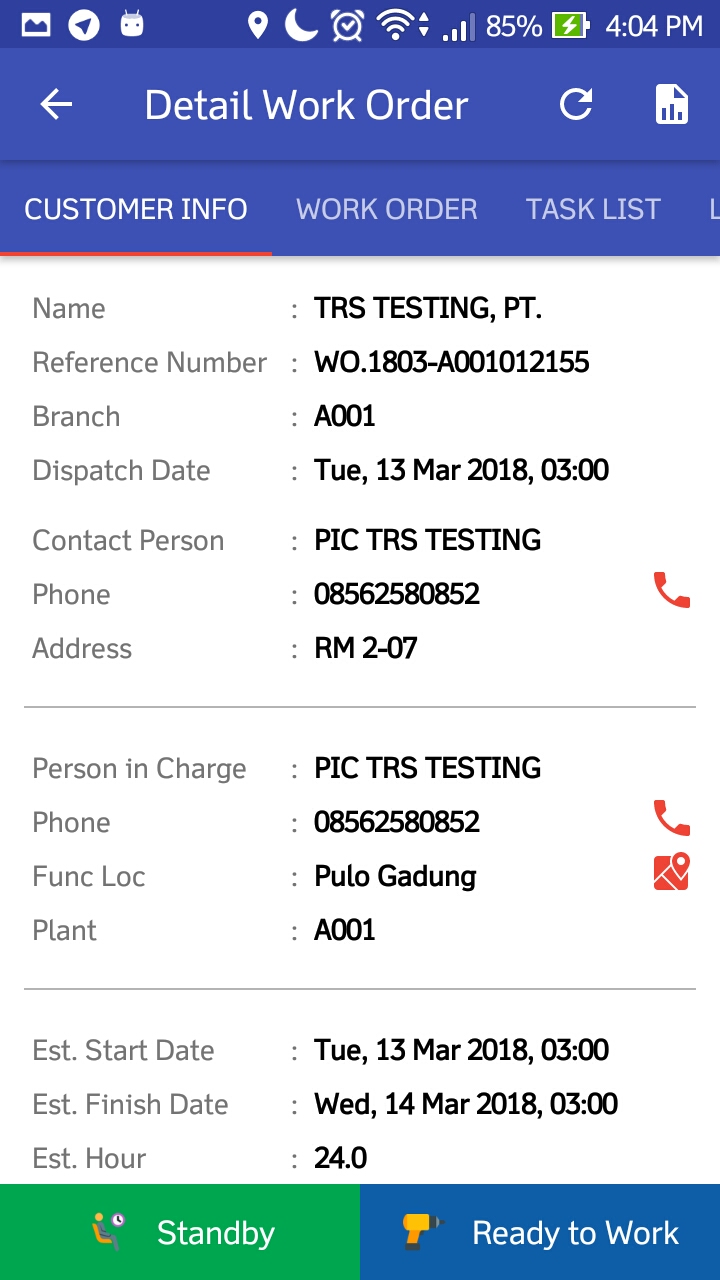 85% 4:04 PM
Detail Work Order
CUSTOMER INFO WORK ORDER TASK LIST L
Name : TRS TESTING, PT.
Reference Number : WO.1803-A001012155
Branch : A001
Dispatch Date : Tue, 13 Mar 2018, 03:00
Contact Person : PIC TRS TESTING
Phone : 08562580852
Address : RM 2-07
Person in Charge : PIC TRS TESTING
Phone : 08562580852
Func Loc : Pulo Gadung
Plant : A001
Est. Start Date : Tue, 13 Mar 2018, 03:00
Est. Finish Date : Wed, 14 Mar 2018, 03:00
Est. Hour : 24.0
Standby Ready to Work